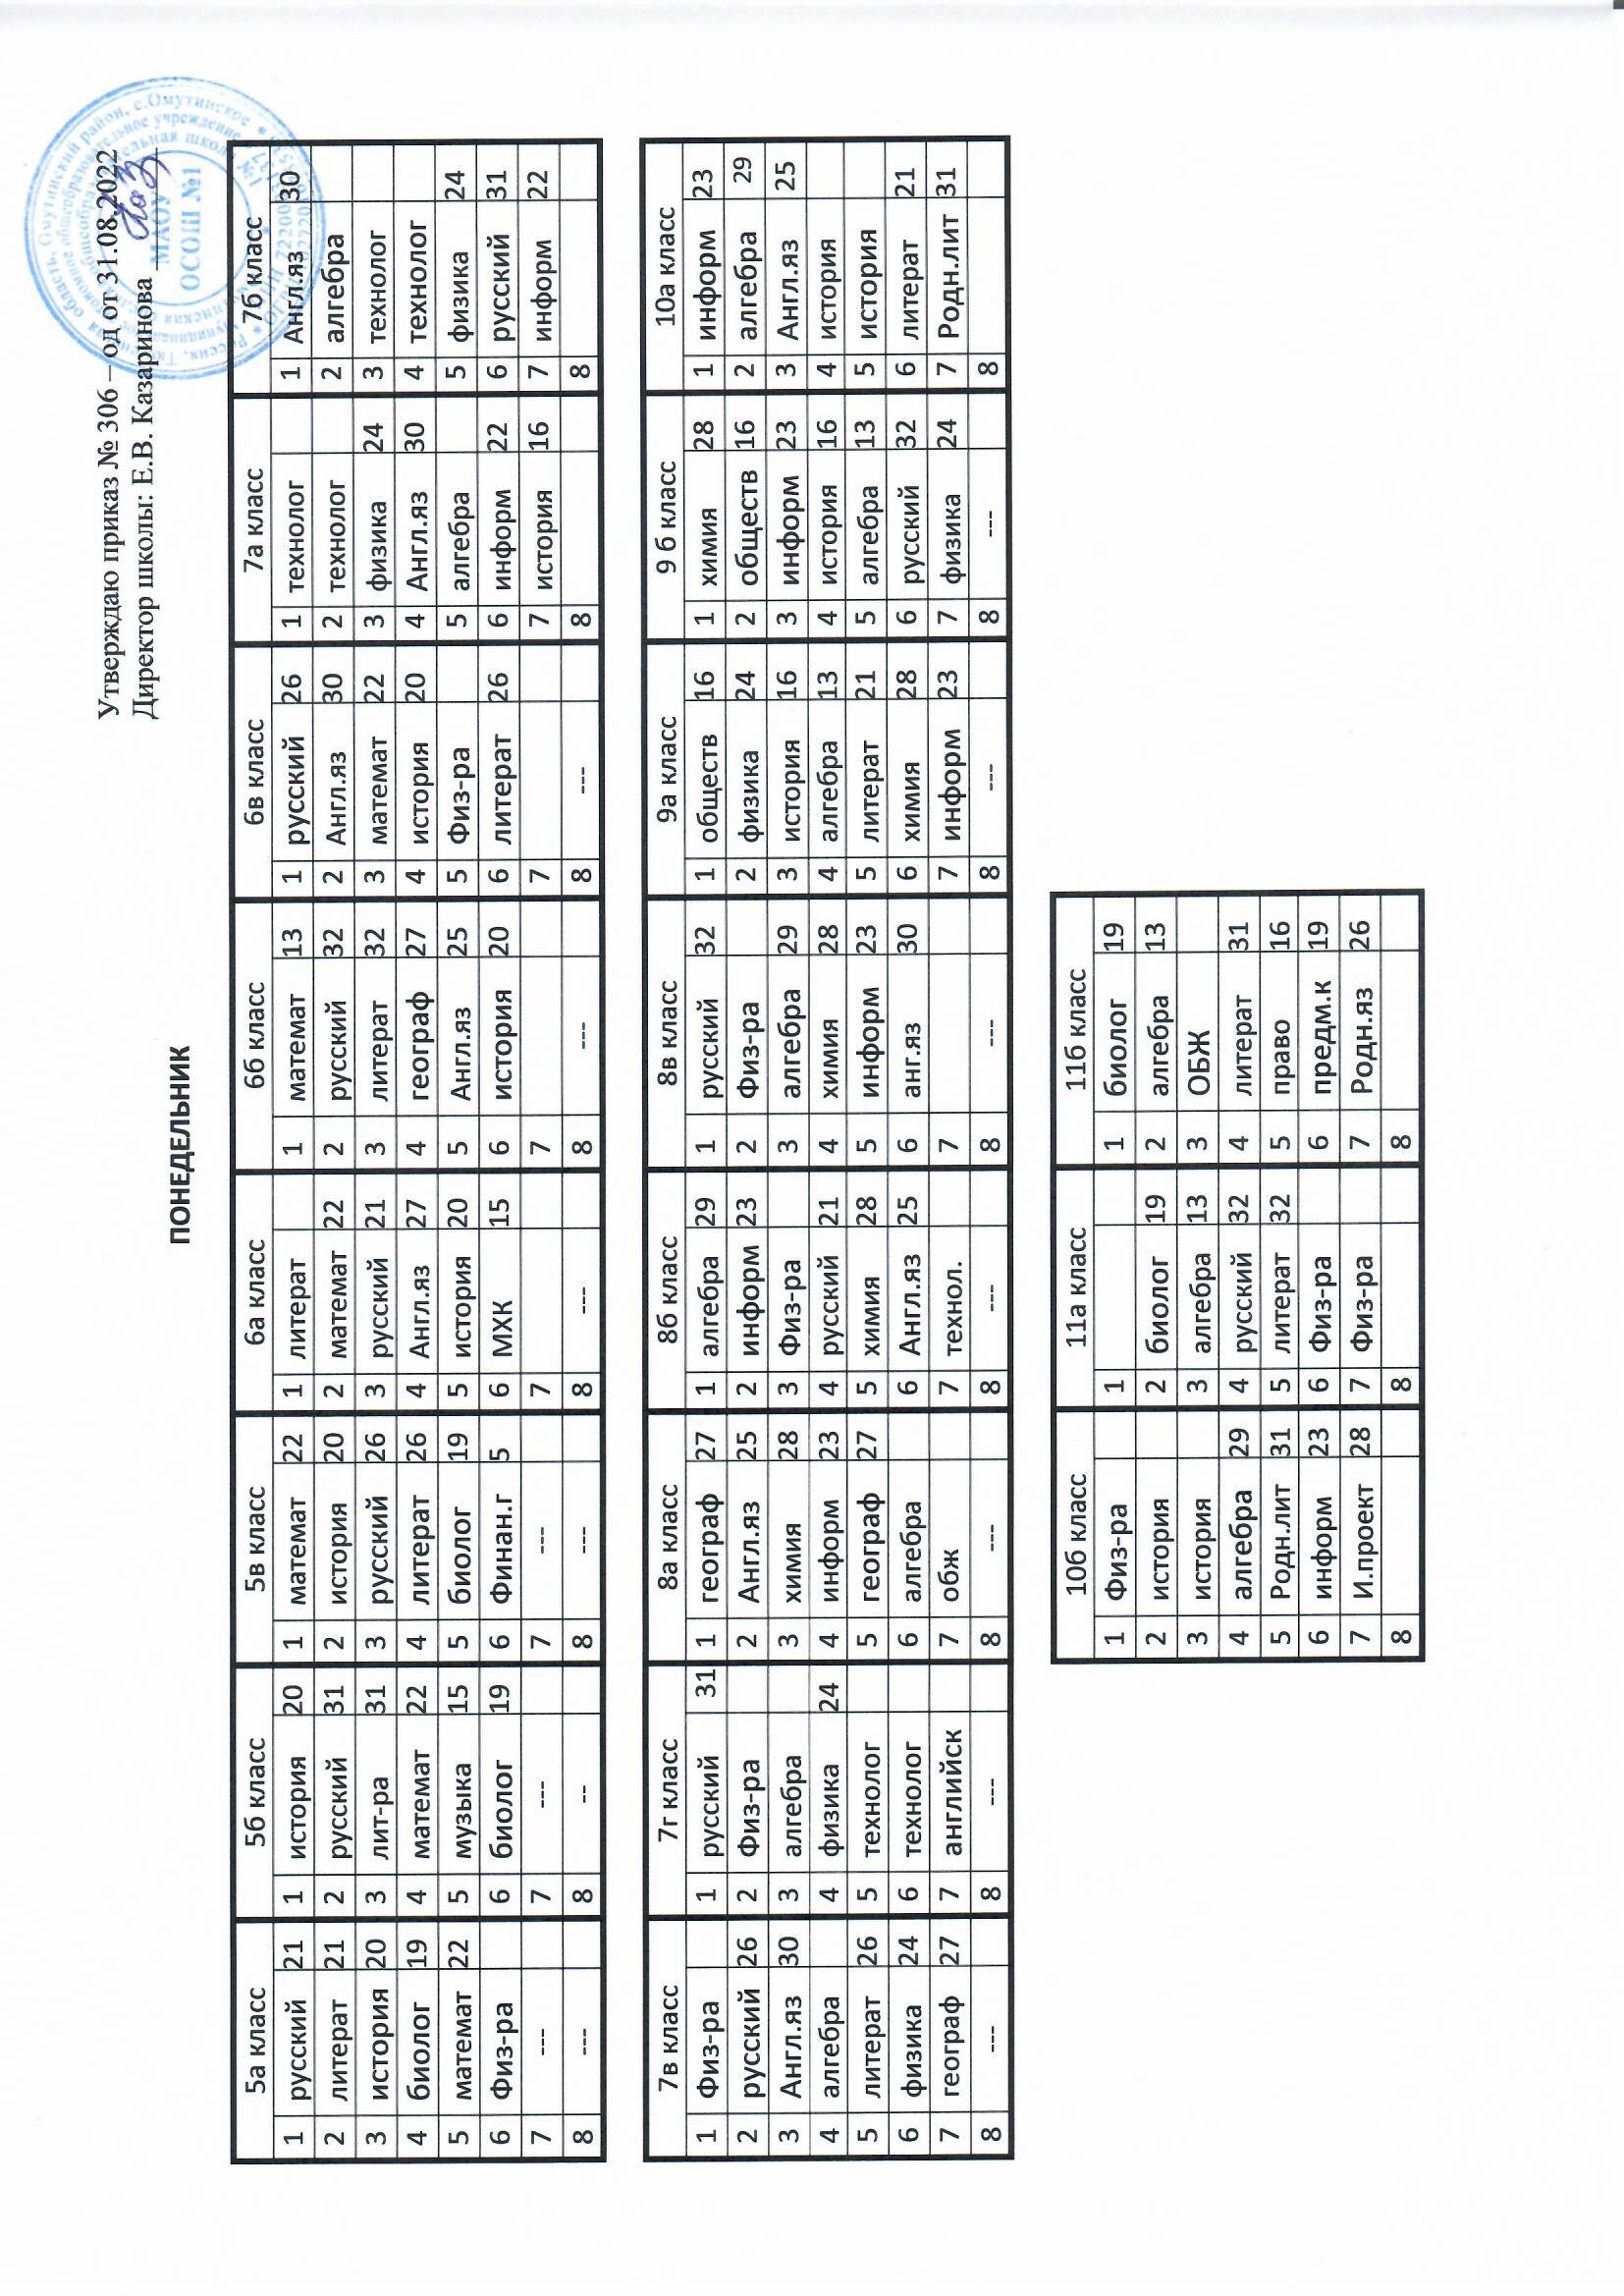 Утверждаю приказ № 306 – од от 31.08.2022
Директор школы: Е.В. Казаринова
МАОУ
ОСОШ №1
ПОНЕДЕЛЬНИК
5а класс 5б класс 5в класс 6а класс 6б класс 6в класс 7а класс 7б класс
1 русский 21 1 история 20 1 математ 22 1 литерат 1 математ 13 1 русский 26 1 технолог 1 Англ.яз 30
2 литерат 21 2 русский 31 2 история 20 2 математ 22 2 русский 32 2 Англ.яз 30 2 технолог 2 алгебра
3 история 20 3 лит-ра 31 3 русский 26 3 русский 21 3 литерат 32 3 математ 22 3 физика 24 3 технолог
4 биолог 19 4 математ 22 4 литерат 26 4 Англ.яз 27 4 географ 27 4 история 20 4 Англ.яз 30 4 технолог
5 математ 22 5 музыка 15 5 биолог 19 5 история 20 5 Англ.яз 25 5 Физ-ра 5 алгебра 5 физика 24
6 Физ-ра 6 биолог 19 6 Финан.г 5 6 МХК 15 6 история 20 6 литерат 26 6 информ 22 6 русский 31
7 --- 7 --- 7 --- 7 7 7 7 история 16 7 информ 22
8 --- 8 -- 8 --- 8 --- 8 --- 8 --- 8 8
7в класс 7г класс 8а класс 8б класс 8в класс 9а класс 9 б класс 10а класс
1 Физ-ра 1 русский 31 1 географ 27 1 алгебра 29 1 русский 32 1 обществ 16 1 химия 28 1 информ 23
2 русский 26 2 Физ-ра 2 Англ.яз 25 2 информ 23 2 Физ-ра 2 физика 24 2 обществ 16 2 алгебра 29
3 Англ.яз 30 3 алгебра 3 химия 28 3 Физ-ра 3 алгебра 29 3 история 16 3 информ 23 3 Англ.яз 25
4 алгебра 4 физика 24 4 информ 23 4 русский 21 4 химия 28 4 алгебра 13 4 история 16 4 история
5 литерат 26 5 технолог 5 географ 27 5 химия 28 5 информ 23 5 литерат 21 5 алгебра 13 5 история
6 физика 24 6 технолог 6 алгебра 6 Англ.яз 25 6 анг.яз 30 6 химия 28 6 русский 32 6 литерат 21
7 географ 27 7 английск 7 обж 7 технол. 7 7 информ 23 7 физика 24 7 Родн.лит 31
8 --- 8 --- 8 --- 8 --- 8 --- 8 --- 8 --- 8
10б класс 11а класс 11б класс
1 Физ-ра 1 1 биолог 19
2 история 2 биолог 19 2 алгебра 13
3 история 3 алгебра 13 3 ОБЖ
4 алгебра 29 4 русский 32 4 литерат 31
5 Родн.лит 31 5 литерат 32 5 право 16
6 информ 23 6 Физ-ра 6 предм.к 19
7 И.проект 28 7 Физ-ра 7 Родн.яз 26
8 8 8